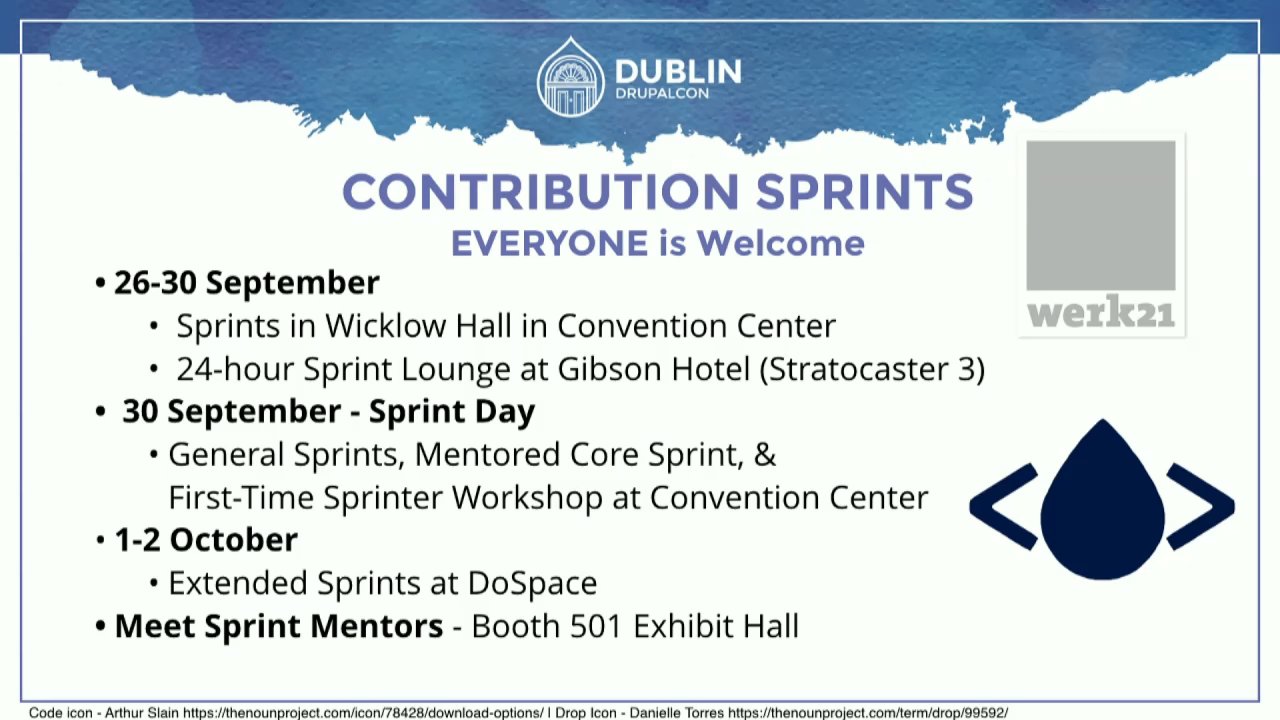 DUBLIN
DRUPALCON
CONTRIBUTION SPRINTS
EVERYONE is Welcome
• 26-30 September
• Sprints in Wicklow Hall in Convention Center
• 24-hour Sprint Lounge at Gibson Hotel (Stratocaster 3)
• 30 September - Sprint Day
• General Sprints, Mentored Core Sprint, &
First-Time Sprinter Workshop at Convention Center
• 1-2 October
• Extended Sprints at DoSpace
• Meet Sprint Mentors - Booth 501 Exhibit Hall
werk21
Code icon - Arthur Slain https://thenounproject.com/icon/78428/download-options/ | Drop Icon - Danielle Torres https://thenounproject.com/term/drop/99592/